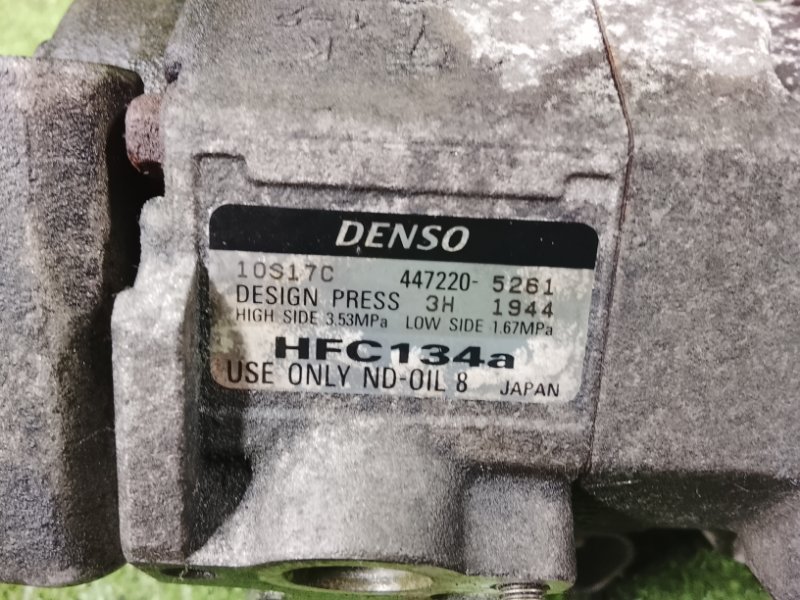 DENSO
10S17C 447220- 5261
DESIGN PRESS 3H 1944
HIGH SIDE 3.53MPa LOW SIDE 1.67MPa
HFC134a
USE ONLY ND-OIL 8 JAPAN